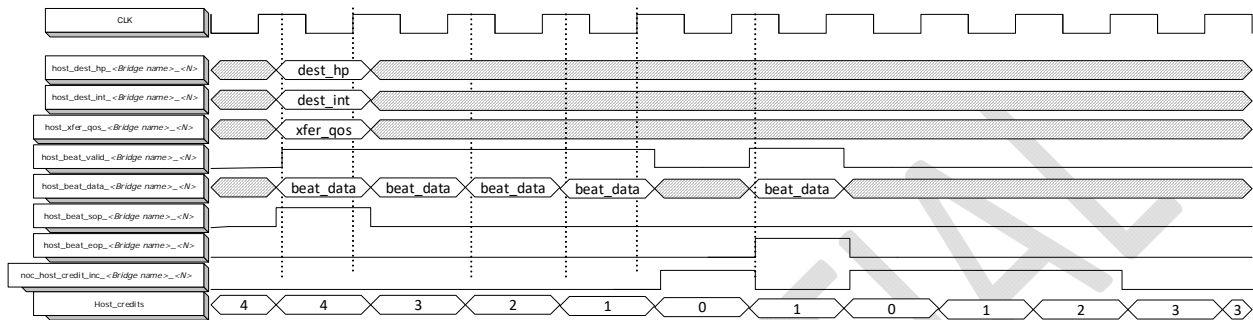 CLK
host_dest_hp_<Bridge name>_<N> dest_hp
host_dest_int_<Bridge name>_<N> dest_int
host_xfer_qos_<Bridge name>_<N> xfer_qos
host_beat_valid_<Bridge name>_<N>
host_beat_data_<Bridge name>_<N> beat_data beat_data beat_data beat_data beat_data
host_beat_sop_<Bridge name>_<N>
host_beat_eop_<Bridge name>_<N>
noc_host_credit_inc_<Bridge name>_<N>
Host_credits 4 4 3 2 1 0 1 0 1 2 3 3
TIAL